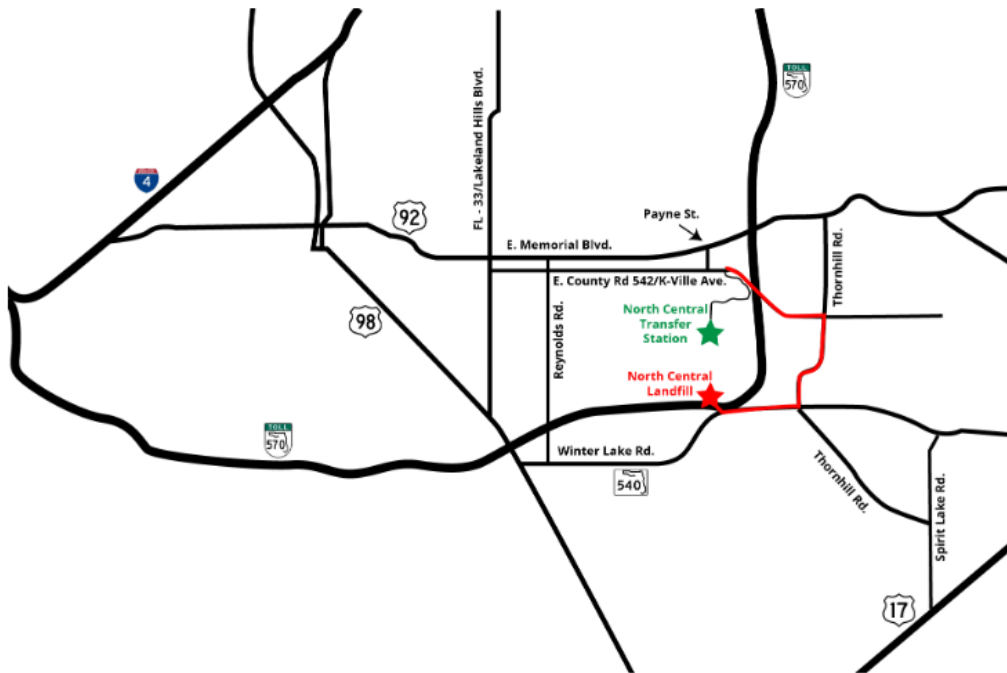 TOLL
570
FL - 33/Lakeland Hills Blvd.
4
92
Payne St.
E. Memorial Blvd.
Thornhill Rd.
E. County Rd 542/K-Ville Ave.
North Central
Transfer
Station
98
Reynolds Rd.
North Central
Landfill
TOLL
570
Winter Lake Rd.
540
Thornhill Rd.
Spirit Lake Rd.
17